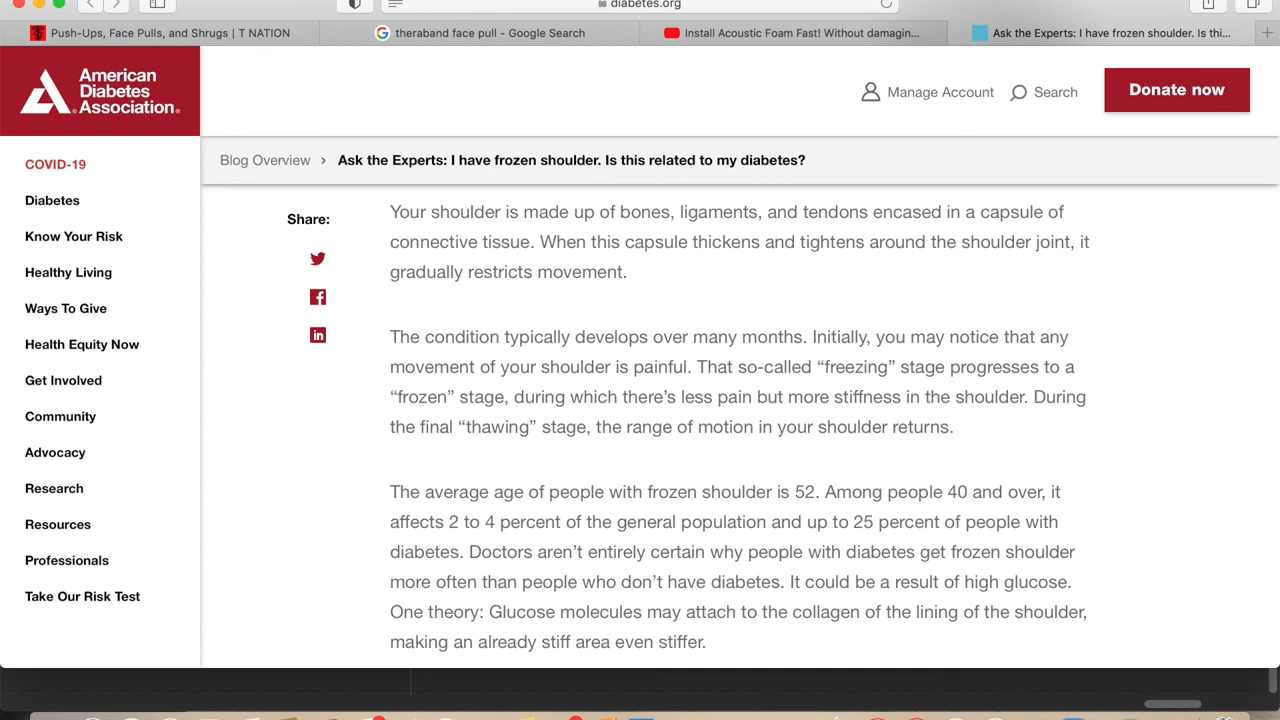 diabetes.org
Push-Ups, Face Pulls, and Shrugs | T NATION
theraband face pull - Google Search
Install Acoustic Foam Fast! Without damagin...
Ask the Experts: I have frozen shoulder. Is thi...
American
Diabetes
Association®
Manage Account
Search
Donate now
Blog Overview › Ask the Experts: I have frozen shoulder. Is this related to my diabetes?
COVID-19
Diabetes
Know Your Risk
Healthy Living
Ways To Give
Health Equity Now
Get Involved
Community
Advocacy
Research
Resources
Professionals
Take Our Risk Test
Share:
Your shoulder is made up of bones, ligaments, and tendons encased in a capsule of
connective tissue. When this capsule thickens and tightens around the shoulder joint, it
gradually restricts movement.
The condition typically develops over many months. Initially, you may notice that any
movement of your shoulder is painful. That so-called “freezing” stage progresses to a
“frozen” stage, during which there’s less pain but more stiffness in the shoulder. During
the final “thawing” stage, the range of motion in your shoulder returns.
The average age of people with frozen shoulder is 52. Among people 40 and over, it
affects 2 to 4 percent of the general population and up to 25 percent of people with
diabetes. Doctors aren’t entirely certain why people with diabetes get frozen shoulder
more often than people who don’t have diabetes. It could be a result of high glucose.
One theory: Glucose molecules may attach to the collagen of the lining of the shoulder,
making an already stiff area even stiffer.